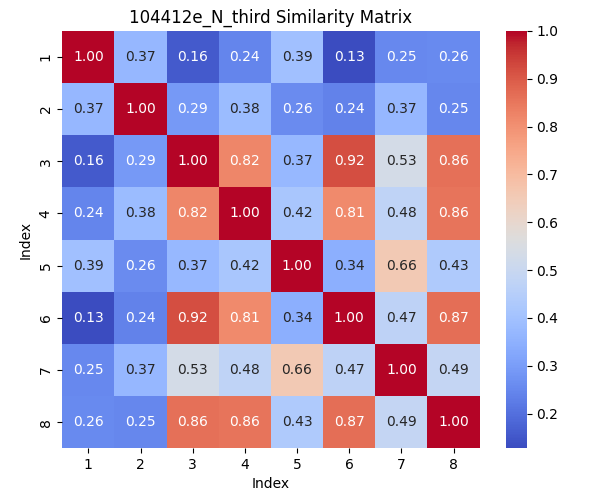 104412e_N_third Similarity Matrix
1 1.00 0.37 0.16 0.24 0.39 0.13 0.25 0.26
2 0.37 1.00 0.29 0.38 0.26 0.24 0.37 0.25
3 0.16 0.29 1.00 0.82 0.37 0.92 0.53 0.86
4 0.24 0.38 0.82 1.00 0.42 0.81 0.48 0.86
5 0.39 0.26 0.37 0.42 1.00 0.34 0.66 0.43
6 0.13 0.24 0.92 0.81 0.34 1.00 0.47 0.87
7 0.25 0.37 0.53 0.48 0.66 0.47 1.00 0.49
8 0.26 0.25 0.86 0.86 0.43 0.87 0.49 1.00
1 2 3 4 5 6 7 8
Index
Index
1.0
0.9
0.8
0.7
0.6
0.5
0.4
0.3
0.2